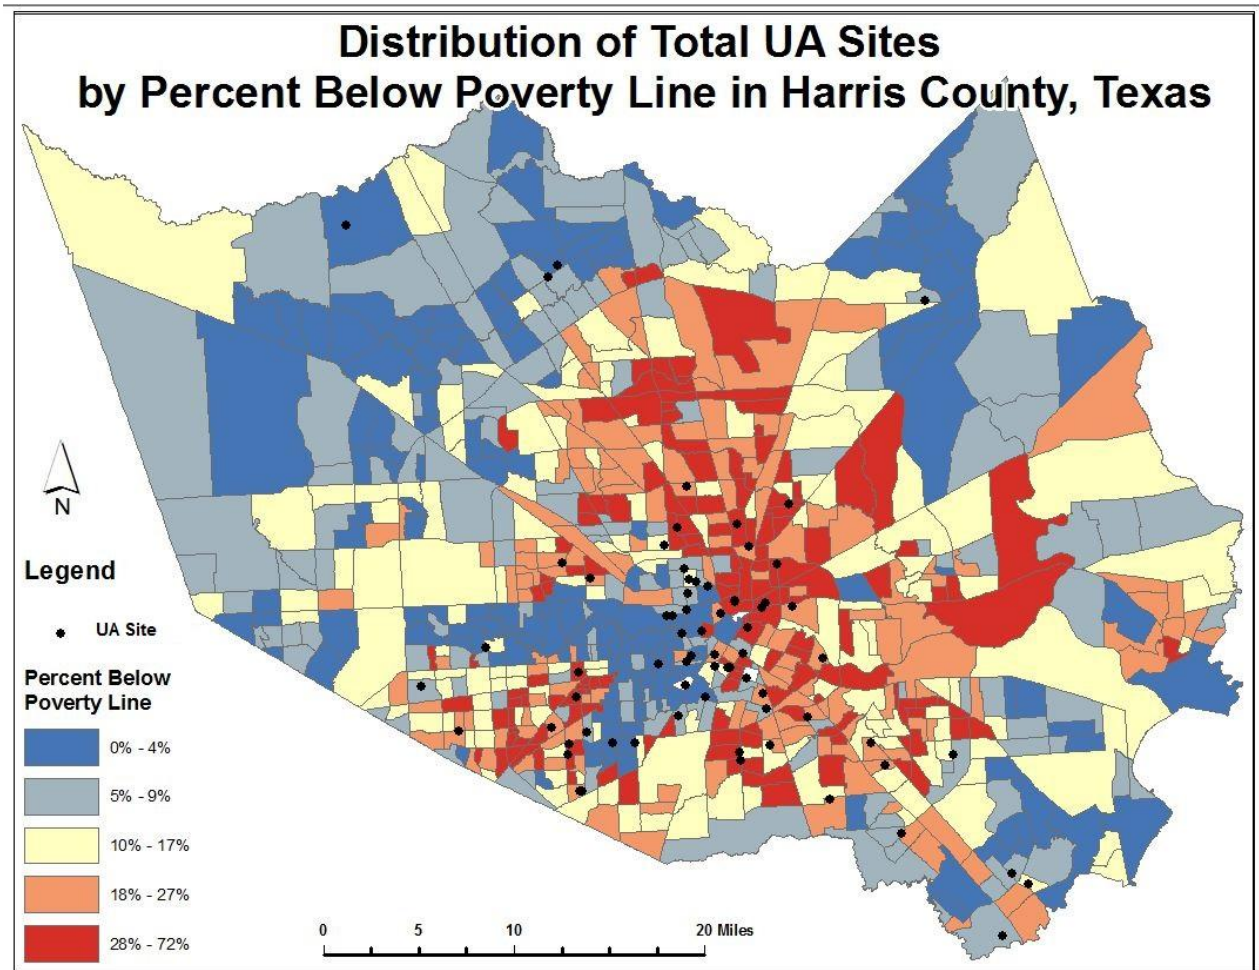 Distribution of Total UA Sites
by Percent Below Poverty Line in Harris County, Texas
N
Legend
UA Site
Percent Below
Poverty Line
0% - 4%
5% - 9%
10% - 17%
18% - 27%
28% - 72%
0 5 10 20 Miles